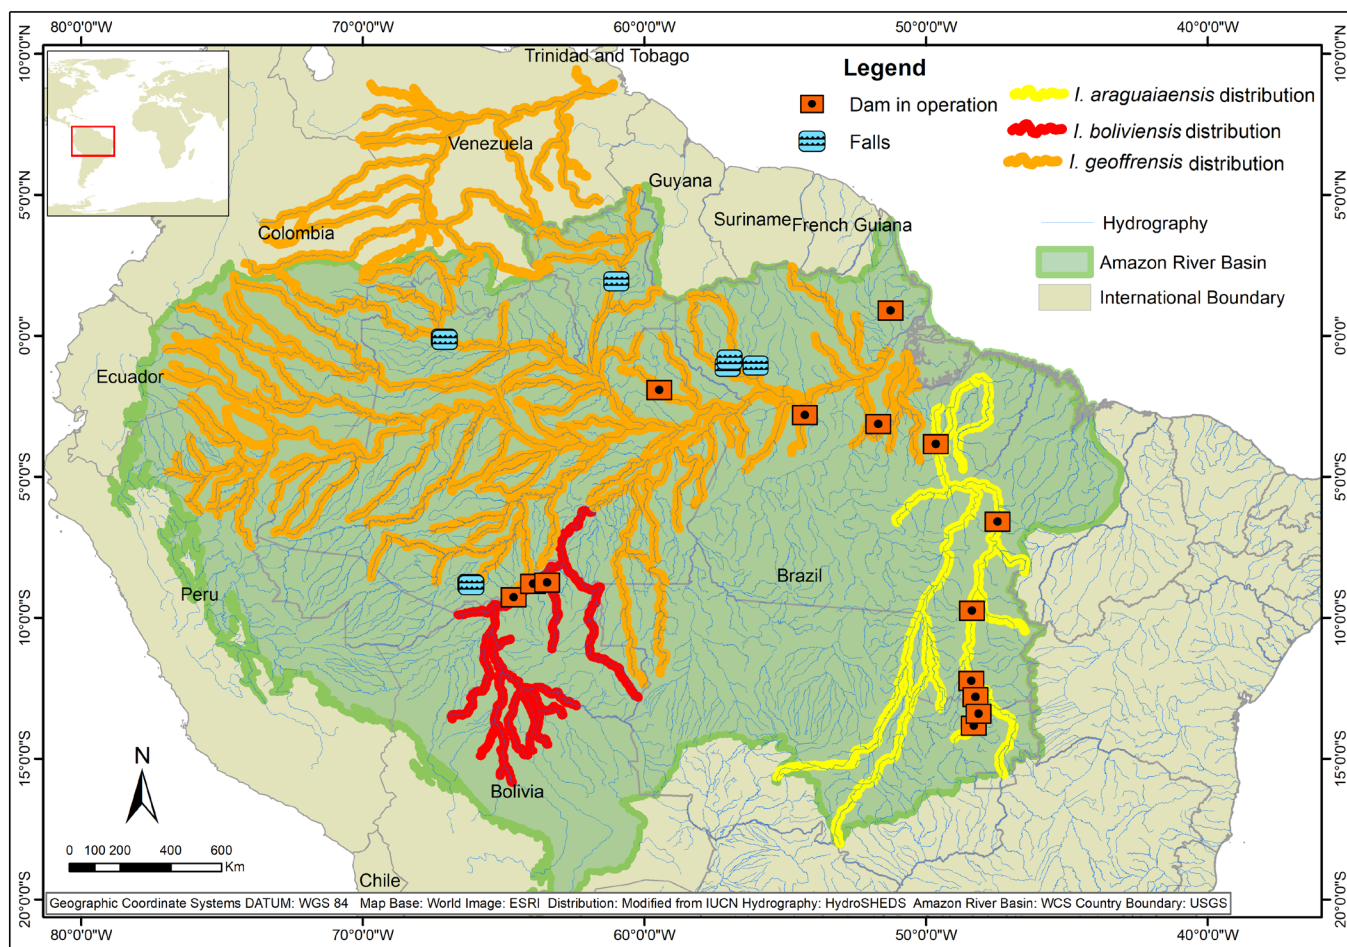 80°0'0"W 70°0'0"W 60°0'0"W 50°0'0"W 40°0'0"W
10°0'0"N
5°0'0"N
0°0'0"
5°0'0"S
10°0'0"S
15°0'0"S
20°0'0"S
Trinidad and Tobago
Venezuela
Guyana
Suriname
French Guiana
Colombia
Ecuador
Peru
Brazil
Bolivia
Chile
Legend
Dam in operation
Falls
I. araguaiaensis distribution
I. boliviensis distribution
I. geoffrensis distribution
Hydrography
Amazon River Basin
International Boundary
10°0'0"N
5°0'0"N
0°0'0"
5°0'0"S
10°0'0"S
15°0'0"S
20°0'0"S
N
0 100 200 400 600
Km
Geographic Coordinate Systems DATUM: WGS 84 Map Base: World Image: ESRI Distribution: Modified from IUCN Hydrography: HydroSHEDS Amazon River Basin: WCS Country Boundary: USGS
80°0'0"W 70°0'0"W 60°0'0"W 50°0'0"W 40°0'0"W